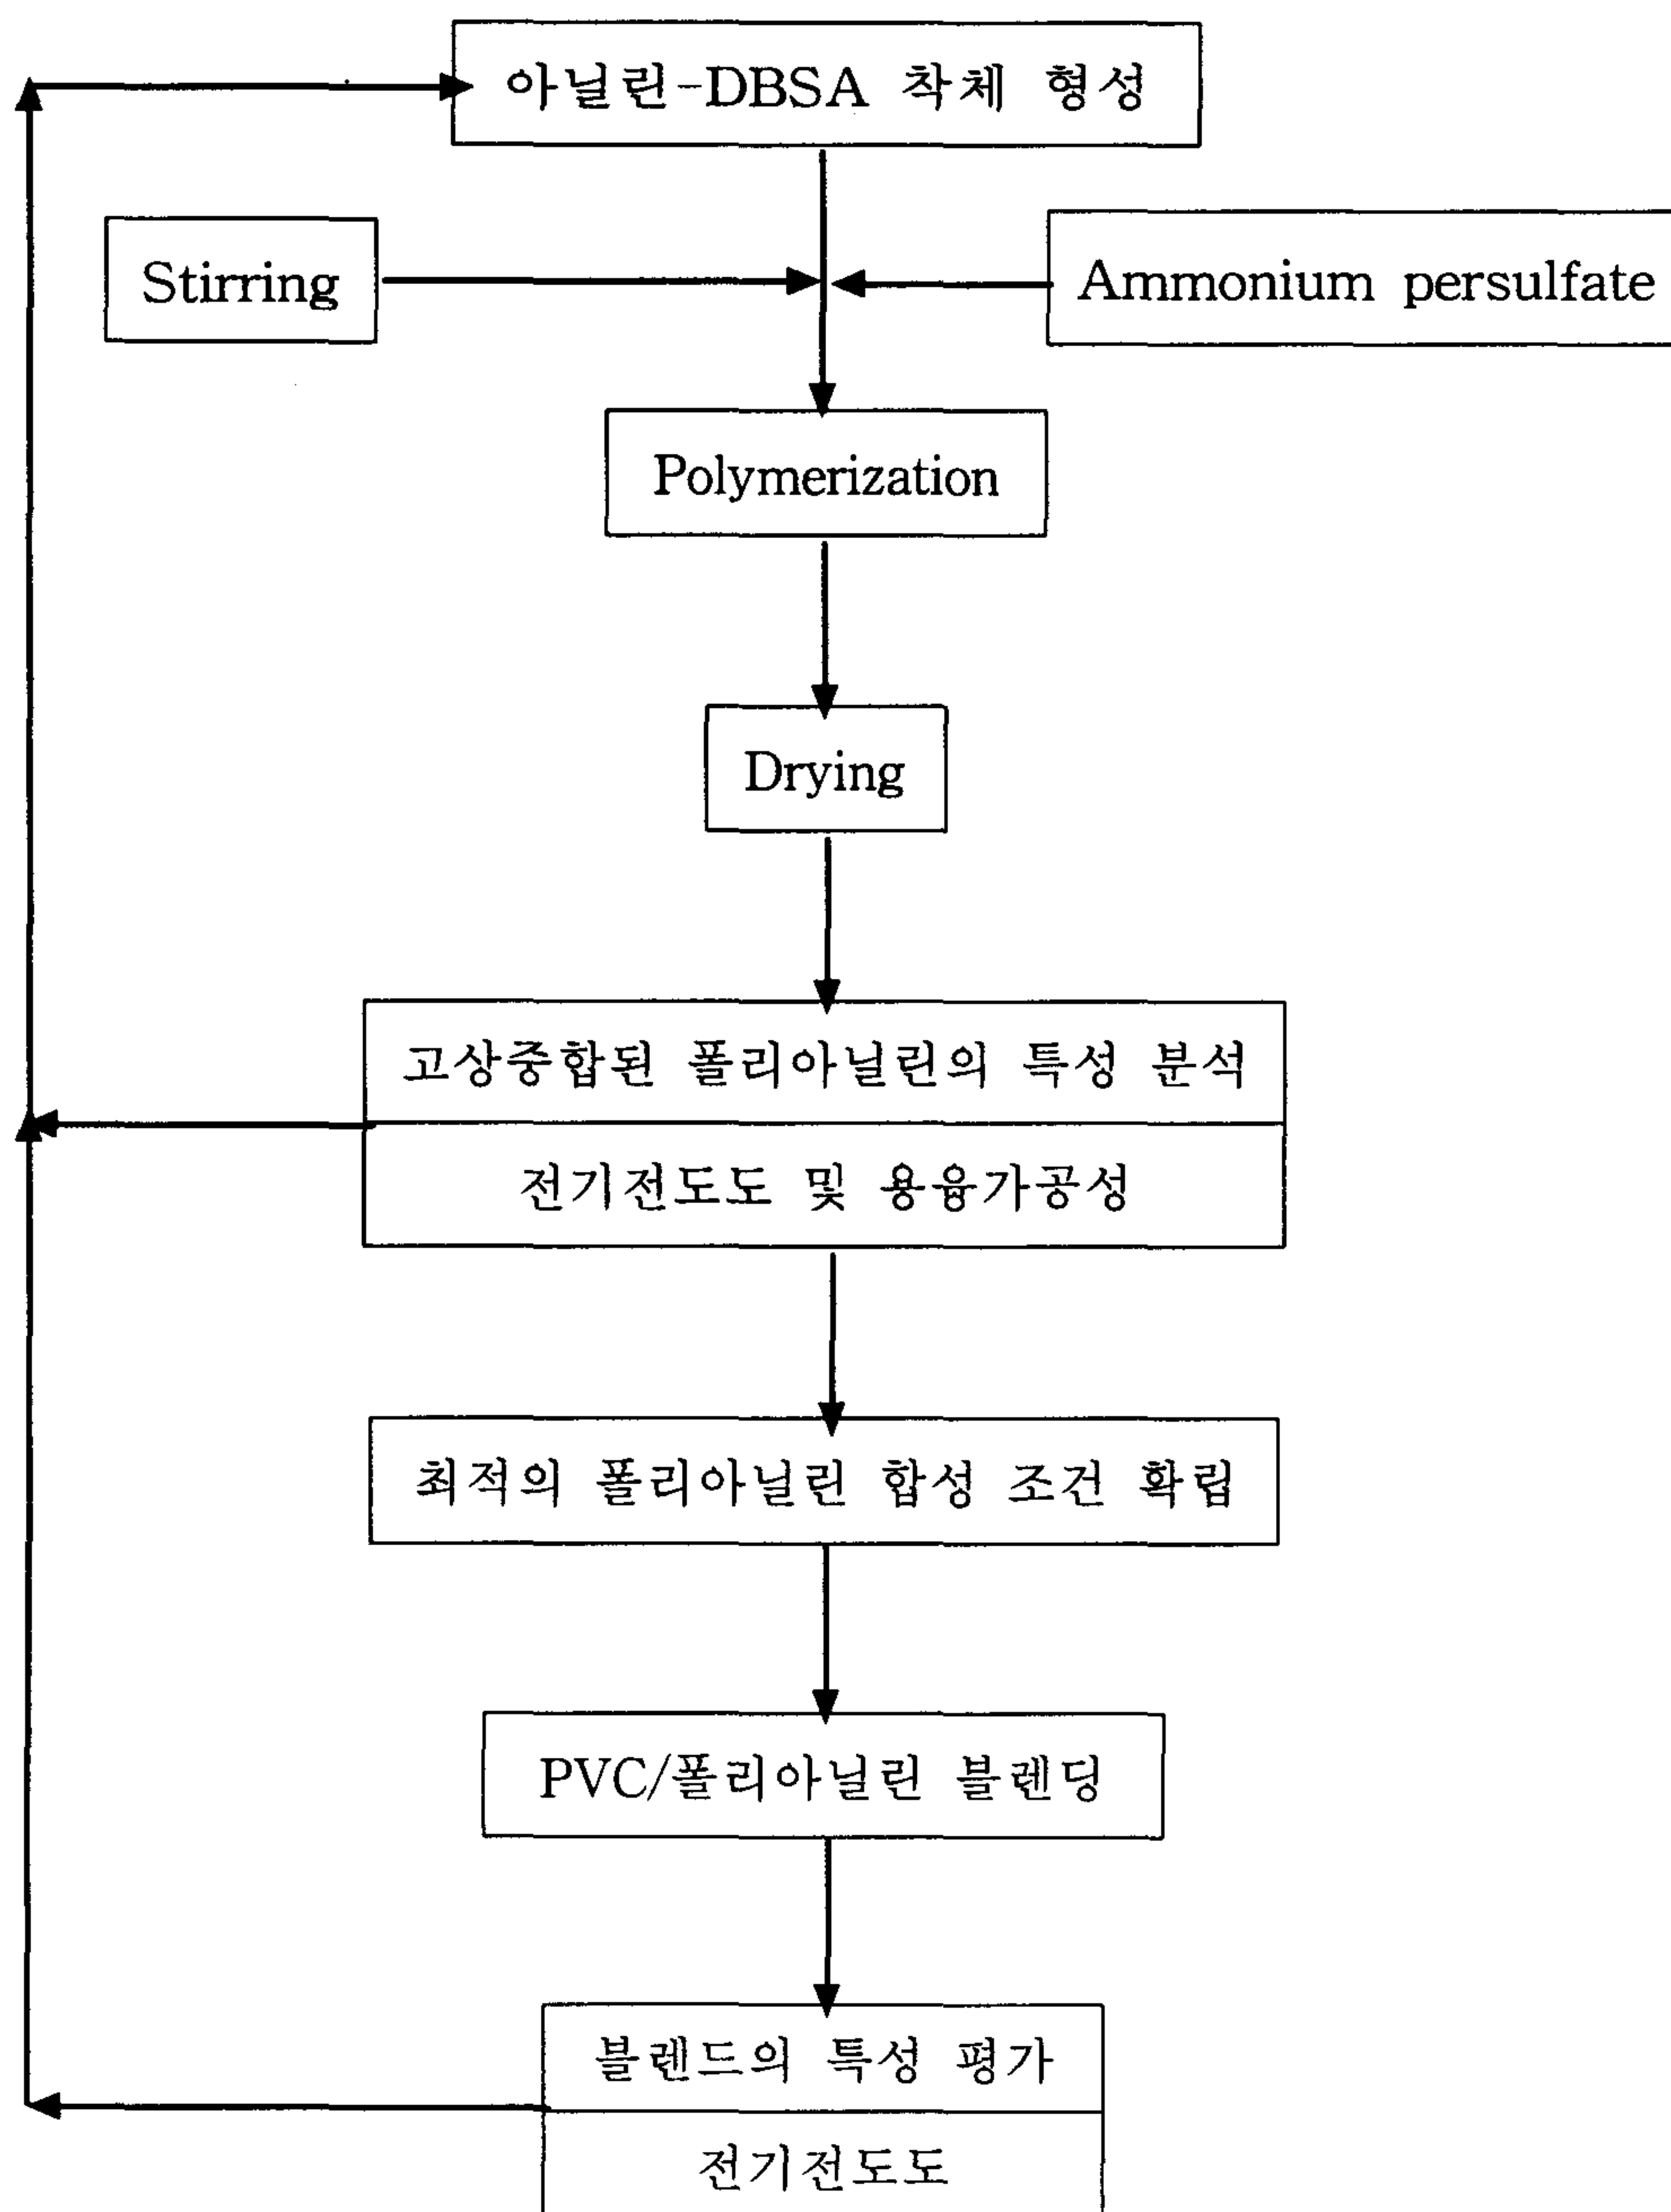 아닐린-DBSA 착체 형성
Stirring
Ammonium persulfate
Polymerization
Drying
고상중합된 폴리아닐린의 특성 분석
전기전도도 및 용융가공성
최적의 폴리아닐린 합성 조건 확립
PVC/폴리아닐린 블렌딩
블렌드의 특성 평가
전기전도도